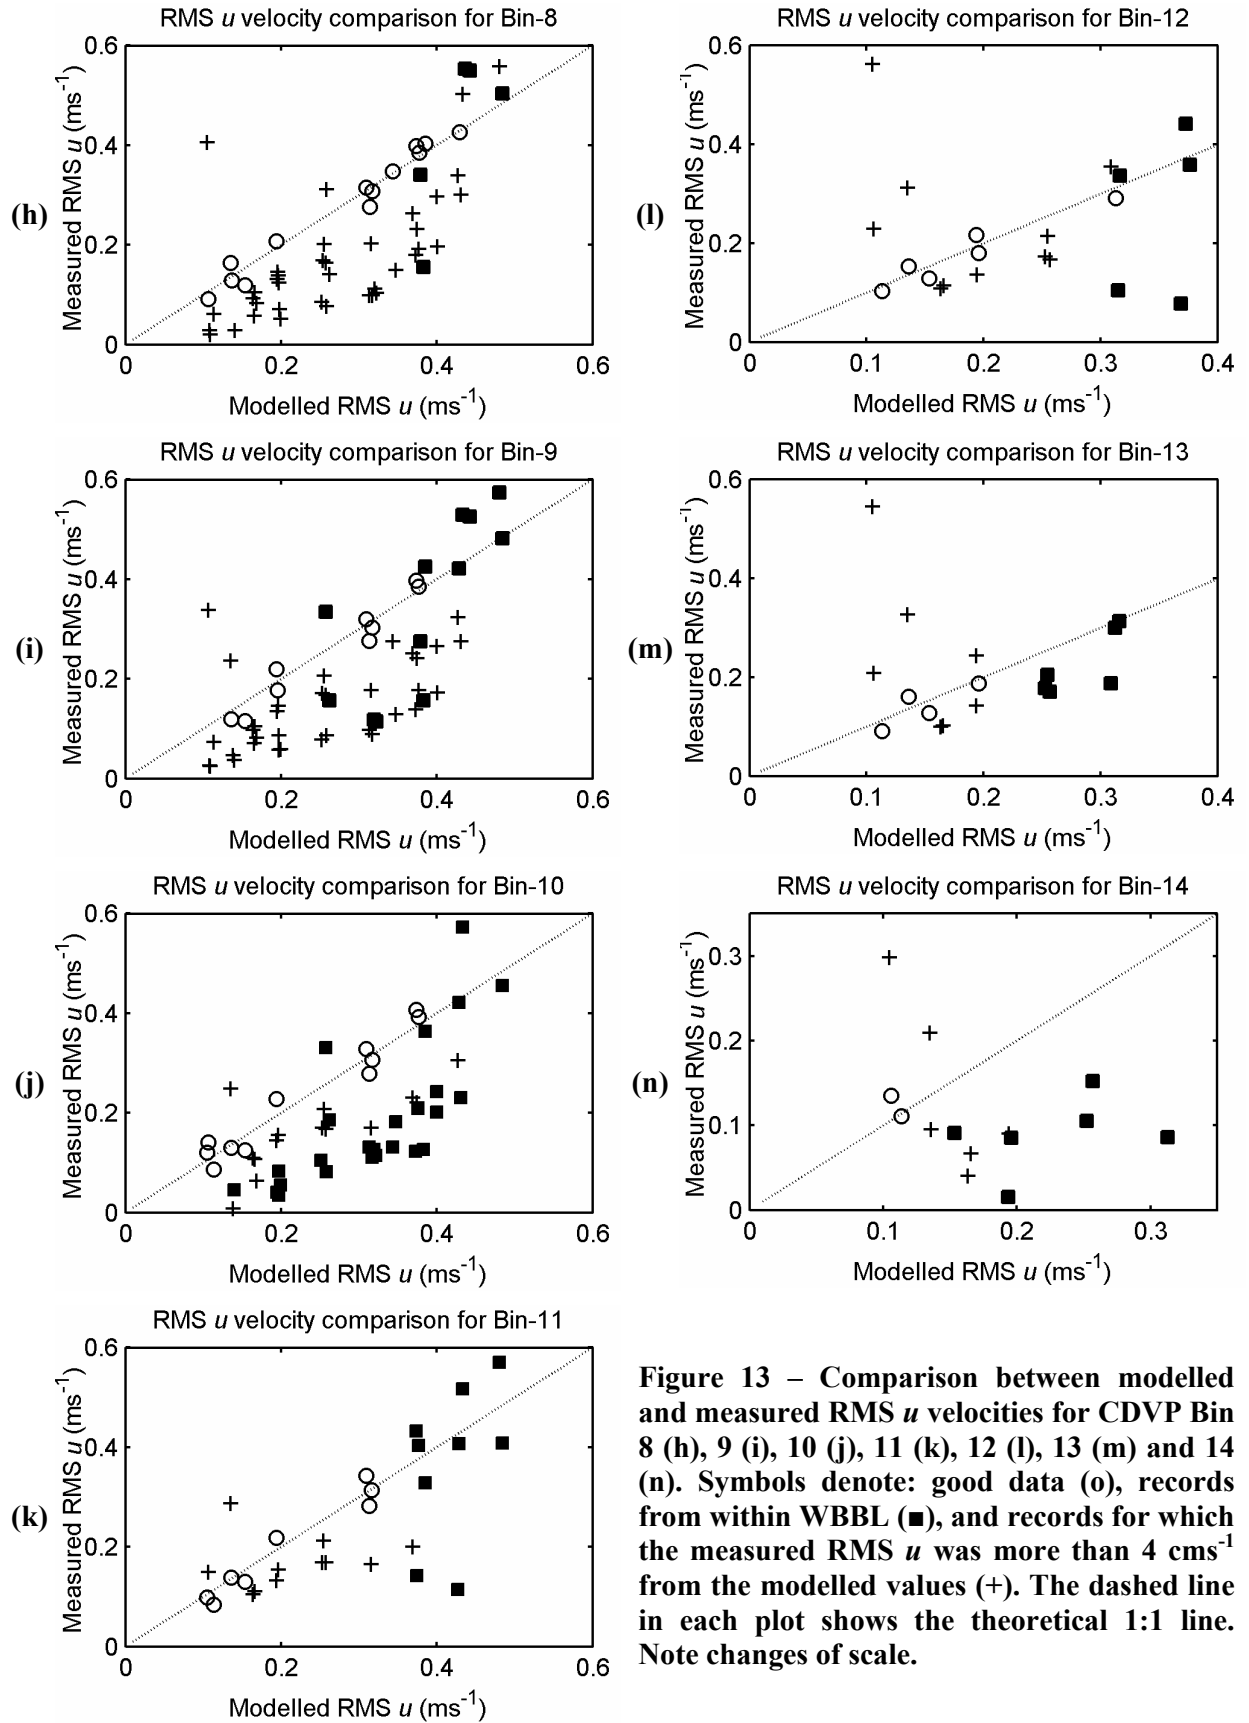 RMS u velocity comparison for Bin-8
0.6
0.4
0.2
0
Measured RMS u (ms-1)
(h)
0 0.2 0.4 0.6
Modelled RMS u (ms-1)
RMS u velocity comparison for Bin-9
0.6
0.4
0.2
0
Measured RMS u (ms-1)
(i)
0 0.2 0.4 0.6
Modelled RMS u (ms-1)
RMS u velocity comparison for Bin-10
0.6
0.4
0.2
0
Measured RMS u (ms-1)
(j)
0 0.2 0.4 0.6
Modelled RMS u (ms-1)
RMS u velocity comparison for Bin-11
0.6
0.4
0.2
0
Measured RMS u (ms-1)
(k)
0 0.2 0.4 0.6
Modelled RMS u (ms-1)
RMS u velocity comparison for Bin-12
0.6
0.4
0.2
0
Measured RMS u (ms-1)
(l)
0 0.1 0.2 0.3 0.4
Modelled RMS u (ms-1)
RMS u velocity comparison for Bin-13
0.6
0.4
0.2
0
Measured RMS u (ms-1)
(m)
0 0.1 0.2 0.3 0.4
Modelled RMS u (ms-1)
RMS u velocity comparison for Bin-14
0.3
0.2
0.1
0
Measured RMS u (ms-1)
(n)
0 0.1 0.2 0.3
Modelled RMS u (ms-1)
Figure 13 – Comparison between modelled
and measured RMS u velocities for CDVP Bin
8 (h), 9 (i), 10 (j), 11 (k), 12 (l), 13 (m) and 14
(n). Symbols denote: good data (o), records
from within WBBL (■), and records for which
the measured RMS u was more than 4 cms-1
from the modelled values (+). The dashed line
in each plot shows the theoretical 1:1 line.
Note changes of scale.